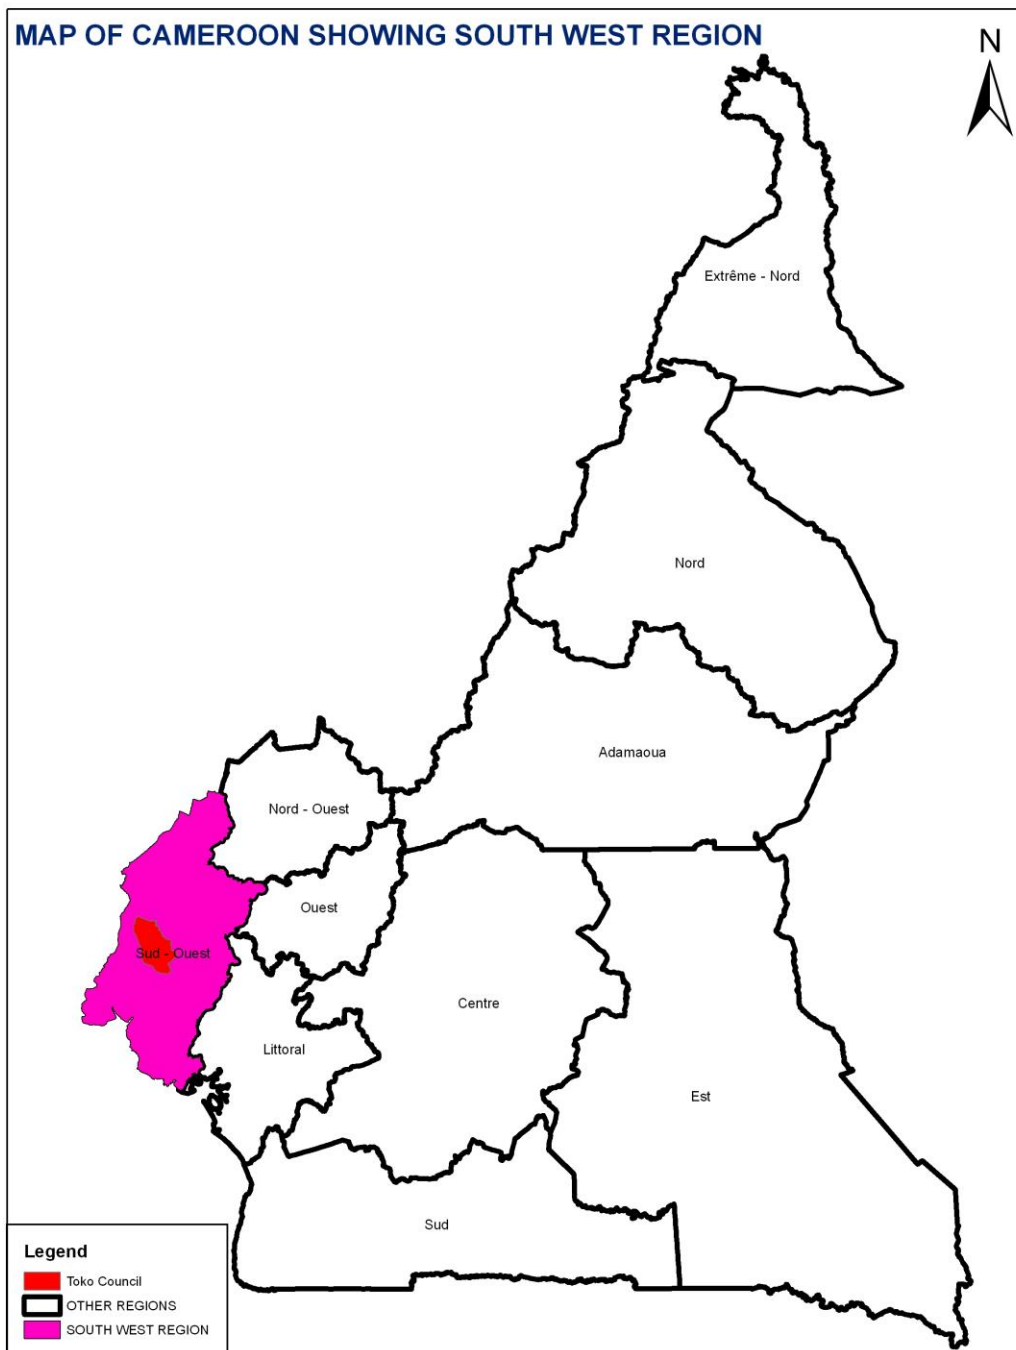 MAP OF CAMEROON SHOWING SOUTH WEST REGION
N
Extrême - Nord
Nord
Adamaoua
Nord - Ouest
Ouest
Sud - Ouest
Centre
Littoral
Est
Sud
Legend
Toko Council
OTHER REGIONS
SOUTH WEST REGION